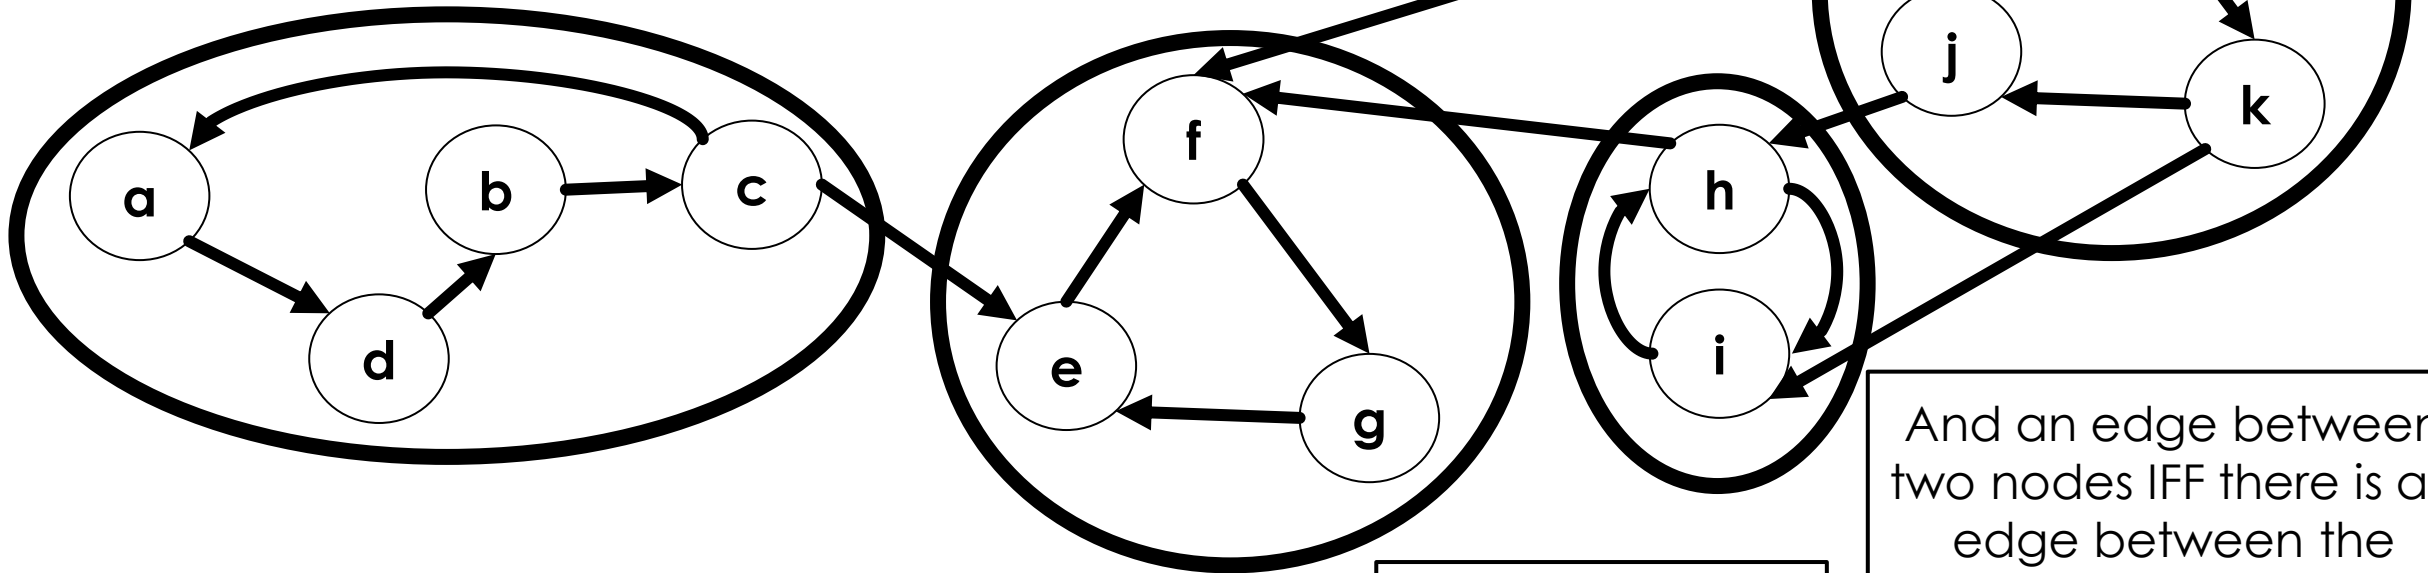 j
k
f
a
b
c
h
d
e
g
i
And an edge between
two nodes IFF there is a
edge between the